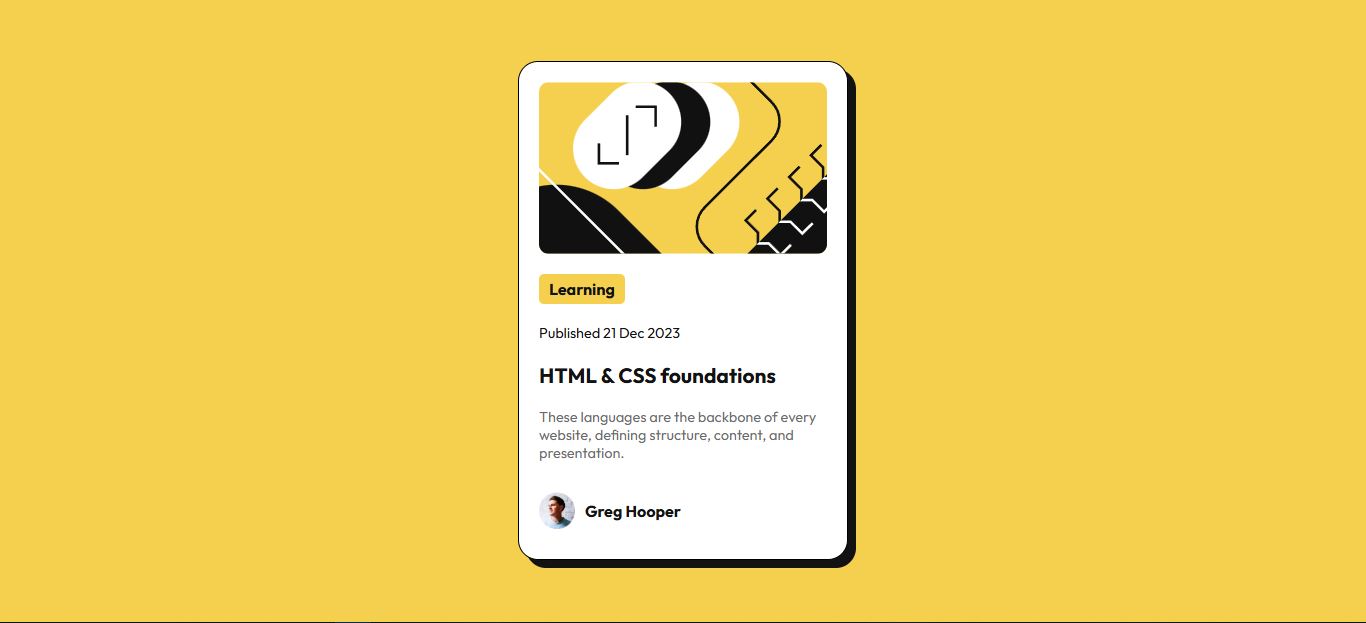 Learning
Published 21 Dec 2023
HTML & CSS foundations
These languages are the backbone of every
website, defining structure, content, and
presentation.
Greg Hooper